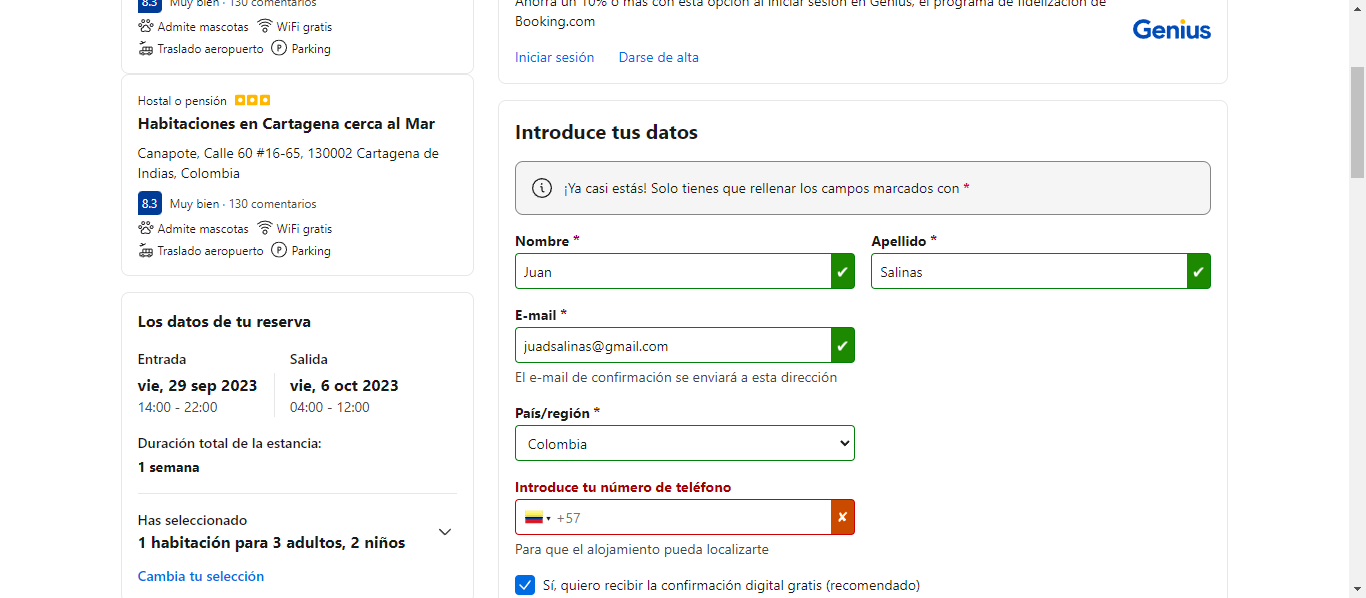 8.3 Muy bien · 130 comentarios
Admite mascotas WiFi gratis
Traslado aeropuerto Parking
Hostal o pensión
Habitaciones en Cartagena cerca al Mar
Canapote, Calle 60 #16-65, 130002 Cartagena de
Indias, Colombia
8.3 Muy bien · 130 comentarios
Admite mascotas WiFi gratis
Traslado aeropuerto Parking
Los datos de tu reserva
Entrada Salida
vie, 29 sep 2023 vie, 6 oct 2023
14:00 - 22:00 04:00 - 12:00
Duración total de la estancia:
1 semana
Has seleccionado
1 habitación para 3 adultos, 2 niños
Cambia tu selección
Ahorra un 10% o más con esta opción al iniciar sesión en Genius, el programa de fidelización de
Booking.com
Genius
Iniciar sesión Darse de alta
Introduce tus datos
¡Ya casi estás! Solo tienes que rellenar los campos marcados con *
Nombre * Apellido *
Juan Salinas
E-mail *
juadsalinas@gmail.com
El e-mail de confirmación se enviará a esta dirección
País/región *
Colombia
Introduce tu número de teléfono
+57
Para que el alojamiento pueda localizarte
Sí, quiero recibir la confirmación digital gratis (recomendado)